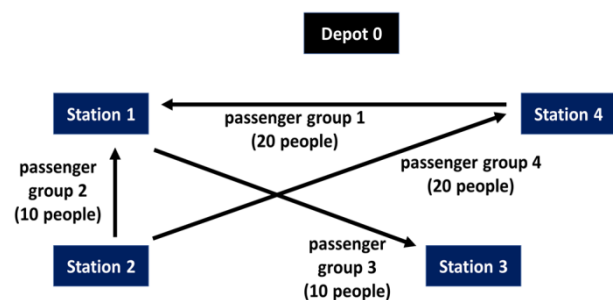 Depot 0
Station 1
Station 4
passenger group 1
(20 people)
passenger group 4
(20 people)
passenger
group 2
(10 people)
passenger
group 3
(10 people)
Station 2
Station 3